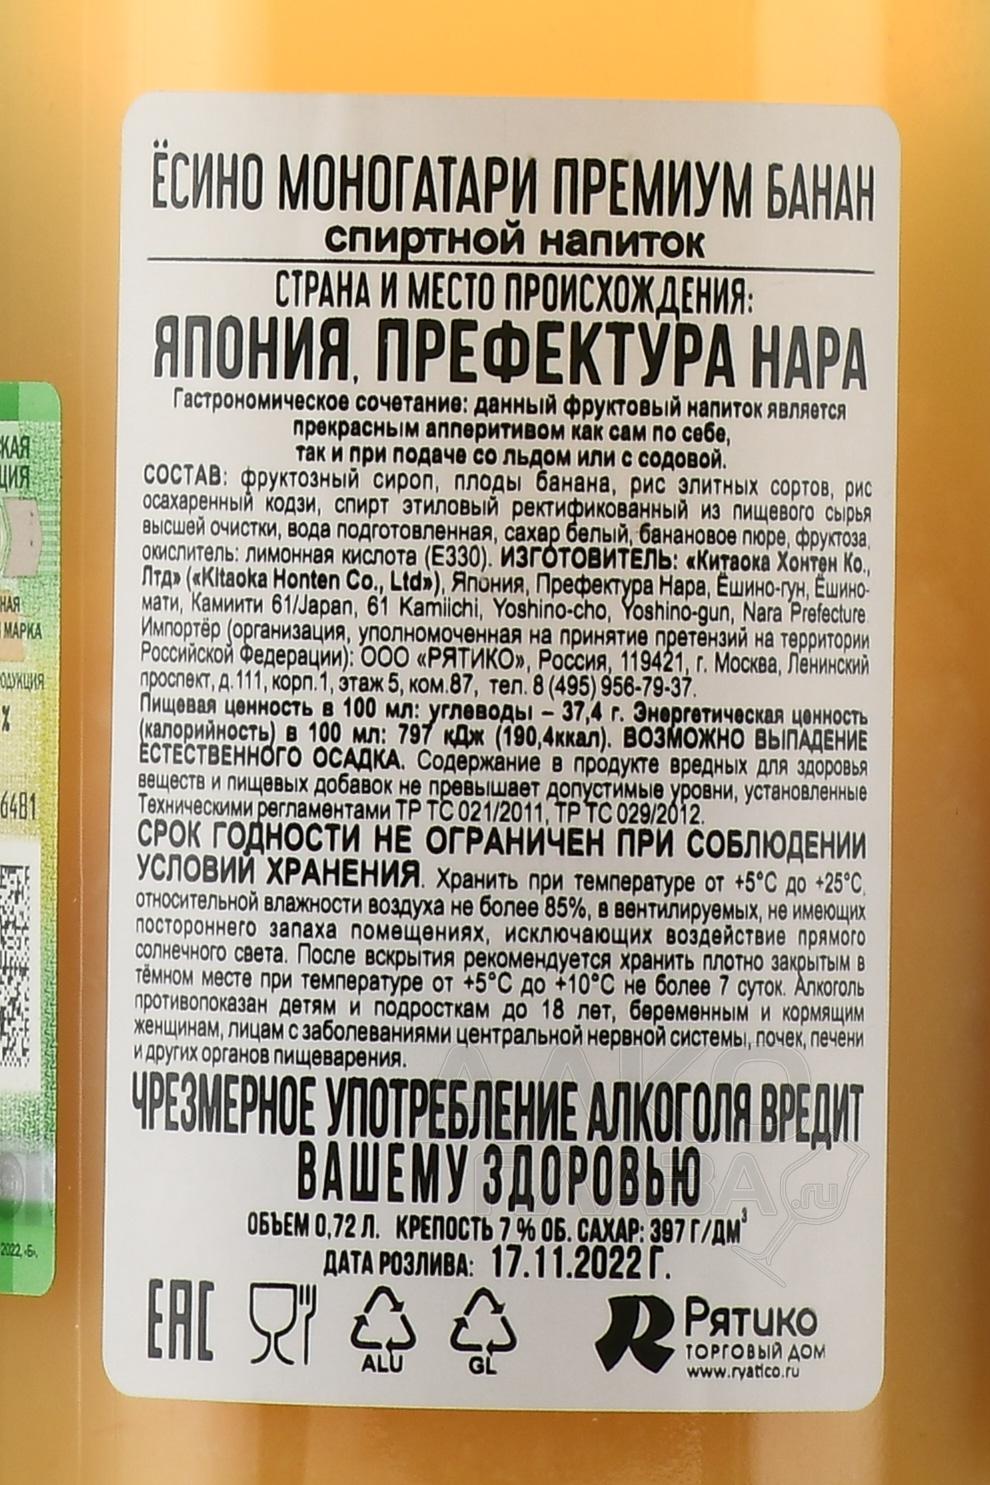 ЁСИНО МОНОГАТАРИ ПРЕМИУМ БАНАН
спиртной напиток
СТРАНА И МЕСТО ПРОИСХОЖДЕНИЯ:
ЯПОНИЯ, ПРЕФЕКТУРА НАРА
Гастрономическое сочетание: данный фруктовый напиток является
прекрасным апперитивом как сам по себе,
так и при подаче со льдом или с содовой.
СОСТАВ: фруктозный сироп, плоды банана, рис элитных сортов, рис
осахаренный кодзи, спирт этиловый ректификованный из пищевого сырья
высшей очистки, вода подготовленная, сахар белый, банановое пюре, фруктоза,
окислитель: лимонная кислота (Е330). ИЗГОТОВИТЕЛЬ: «Китаока Хонтен Ко.,
Лтд» («Kitaoka Honten Co., Ltd»), Япония, Префектура Нара, Ёшино-гун, Ёшино-
мати, Камиити 61/Japan, 61 Kamiichi, Yoshino-cho, Yoshino-gun, Nara Prefecture
Импортёр (организация, уполномоченная на принятие претензий на территории
Российской Федерации): ООО «РЯТИКО», Россия, 119421, г. Москва, Ленинский
проспект, д.111, корп.1, этаж 5, ком.87, тел. 8 (495) 956-79-37.
Пищевая ценность в 100 мл: углеводы – 37,4 г. Энергетическая ценность
(калорийность) в 100 мл: 797 кДж (190,4ккал). ВОЗМОЖНО ВЫПАДЕНИЕ
ЕСТЕСТВЕННОГО ОСАДКА. Содержание в продукте вредных для здоровья
веществ и пищевых добавок не превышает допустимые уровни, установленные
Техническими регламентами ТР ТС 021/2011, ТР ТС 029/2012.
СРОК ГОДНОСТИ НЕ ОГРАНИЧЕН ПРИ СОБЛЮДЕНИИ
УСЛОВИЙ ХРАНЕНИЯ. Хранить при температуре от +5°С до +25°С,
относительной влажности воздуха не более 85%, в вентилируемых, не имеющих
постороннего запаха помещениях, исключающих воздействие прямого
солнечного света. После вскрытия рекомендуется хранить плотно закрытым в
тёмном месте при температуре от +5°С до +10°С не более 7 суток. Алкоголь
противопоказан детям и подросткам до 18 лет, беременным и кормящим
женщинам, лицам с заболеваниями центральной нервной системы, почек, печени
и других органов пищеварения.
ЧРЕЗМЕРНОЕ УПОТРЕБЛЕНИЕ АЛКОГОЛЯ ВРЕДИТ
ВАШЕМУ ЗДОРОВЬЮ
ОБЪЕМ 0,72 Л. КРЕПОСТЬ 7 % ОБ. САХАР: 397 Г/ДМ³
ДАТА РОЗЛИВА: 17.11.2022 Г.
ЕАС
ALU
GL
РЯТИКО
ТОРГОВЫЙ ДОМ
www.ryatico.ru
МАРКА
%
6481
2022, «Б».
АЛКО
ГЛАВА
.ru